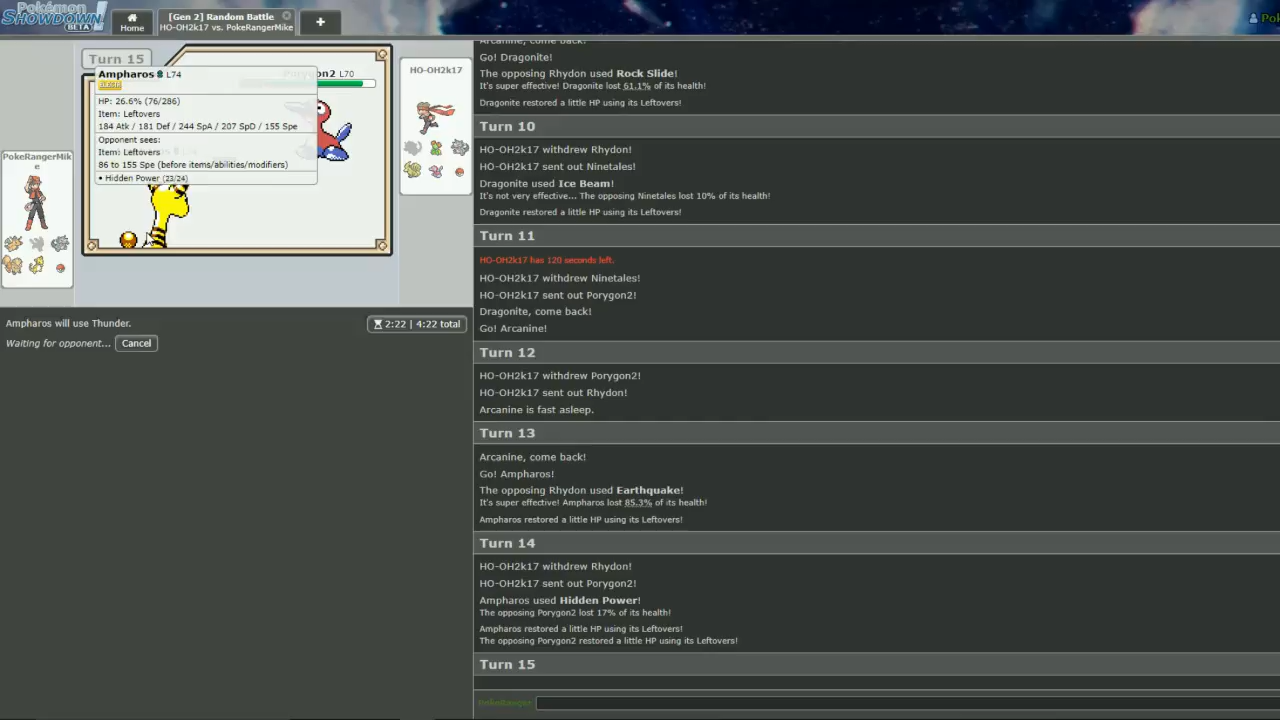 Pokémon
SHOWDOWN!
BETA
Home
[Gen 2] Random Battle
HO-OH2k17 vs. PokeRangerMike
+
Turn 15
Ampharos L74
ELECTR
HP: 26.6% (76/286)
Item: Leftovers
184 Atk / 181 Def / 244 SpA / 207 SpD / 155 Spe
Opponent sees:
Item: Leftovers
86 to 155 Spe (before items/abilities/modifiers)
• Hidden Power (23/24)
Porygon2 L70
PokeRangerMik
e
HO-OH2k17
Ampharos will use Thunder.
Waiting for opponent...
Cancel
2:22 | 4:22 total
Arcanine, come back!
Go! Dragonite!
The opposing Rhydon used Rock Slide!
It's super effective! Dragonite lost 61.1% of its health!
Dragonite restored a little HP using its Leftovers!
Turn 10
HO-OH2k17 withdrew Rhydon!
HO-OH2k17 sent out Ninetales!
Dragonite used Ice Beam!
It's not very effective... The opposing Ninetales lost 10% of its health!
Dragonite restored a little HP using its Leftovers!
Turn 11
HO-OH2k17 has 120 seconds left.
HO-OH2k17 withdrew Ninetales!
HO-OH2k17 sent out Porygon2!
Dragonite, come back!
Go! Arcanine!
Turn 12
HO-OH2k17 withdrew Porygon2!
HO-OH2k17 sent out Rhydon!
Arcanine is fast asleep.
Turn 13
Arcanine, come back!
Go! Ampharos!
The opposing Rhydon used Earthquake!
It's super effective! Ampharos lost 85.3% of its health!
Ampharos restored a little HP using its Leftovers!
Turn 14
HO-OH2k17 withdrew Rhydon!
HO-OH2k17 sent out Porygon2!
Ampharos used Hidden Power!
The opposing Porygon2 lost 17% of its health!
Ampharos restored a little HP using its Leftovers!
The opposing Porygon2 restored a little HP using its Leftovers!
Turn 15